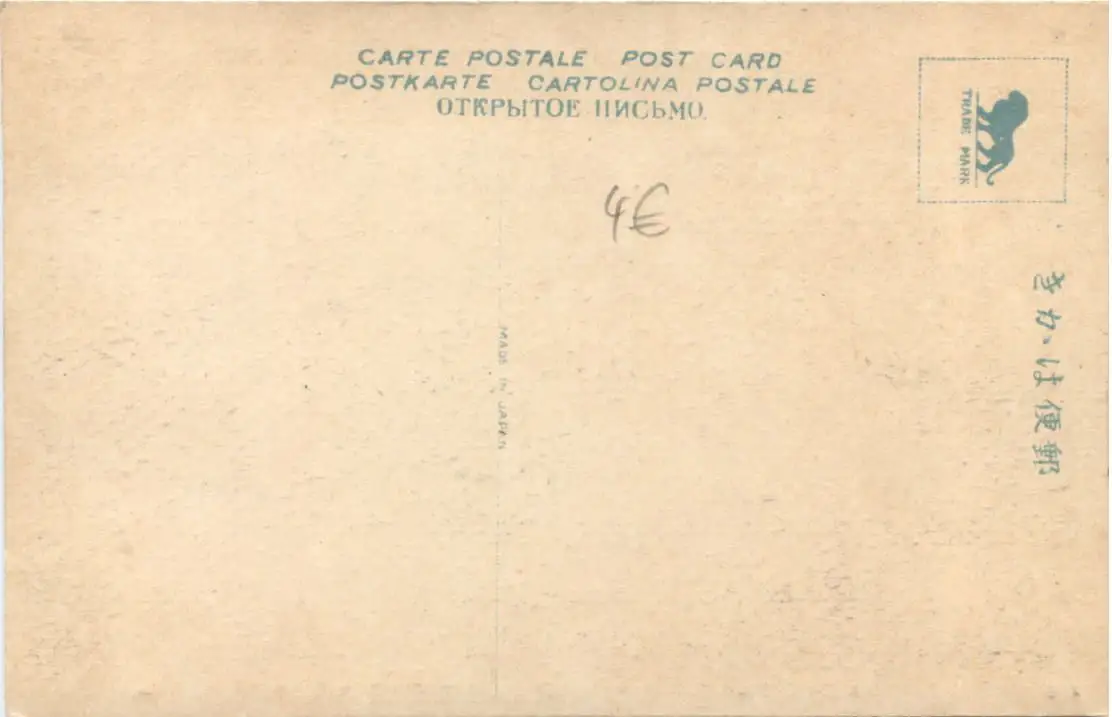 CARTE POSTALE POST CARD
POSTKARTE CARTOLINA POSTALE
ОТКРЫТОЕ ПИСЬМО.
TRADE MARK
4€
きかゝは便郵
MADE IN JAPAN